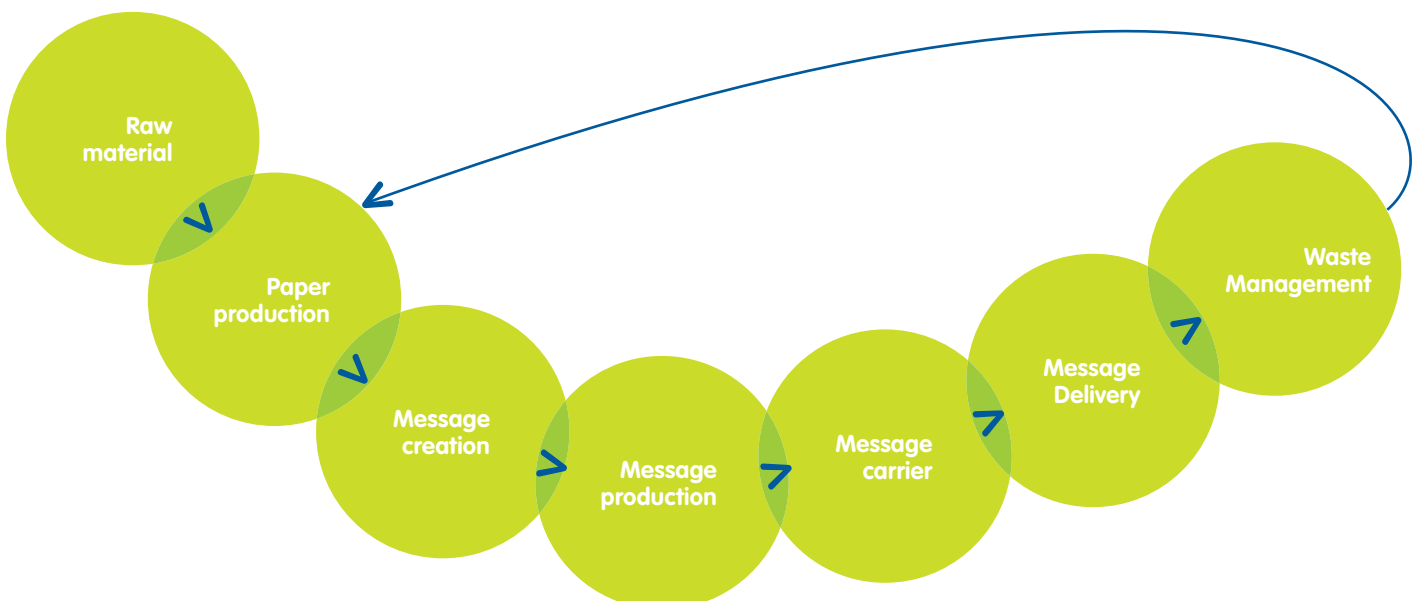 Raw
material
Paper
production
Message
creation
Message
production
Message
carrier
Message
Delivery
Waste
Management